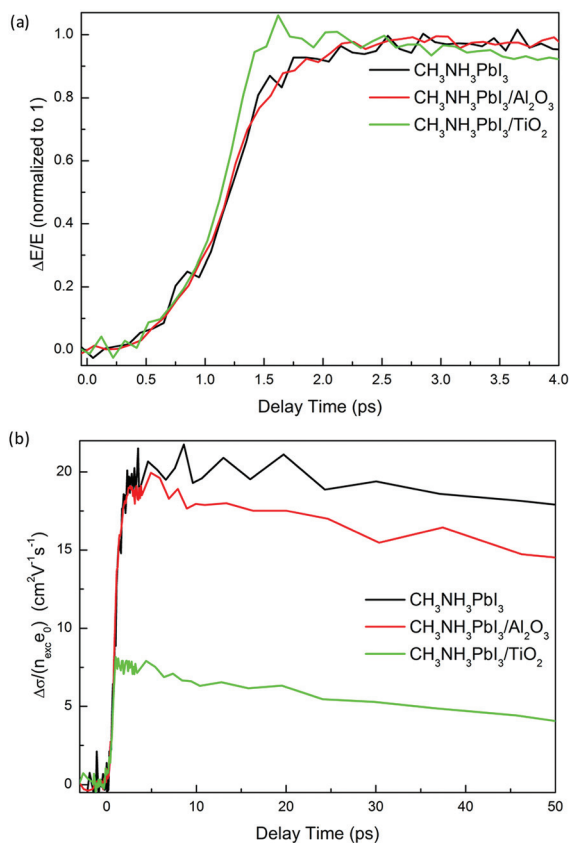 (a)
1.0
0.8
0.6
0.4
0.2
0.0
ΔE/E (normalized to 1)
CH₃NH₃PbI₃
CH₃NH₃PbI₃/Al₂O₃
CH₃NH₃PbI₃/TiO₂
0.0 0.5 1.0 1.5 2.0 2.5 3.0 3.5 4.0
Delay Time (ps)
(b)
20
15
10
5
0
Δσ/(nₑₓ꜀e₀) (cm²V⁻¹s⁻¹)
CH₃NH₃PbI₃
CH₃NH₃PbI₃/Al₂O₃
CH₃NH₃PbI₃/TiO₂
0 10 20 30 40 50
Delay Time (ps)